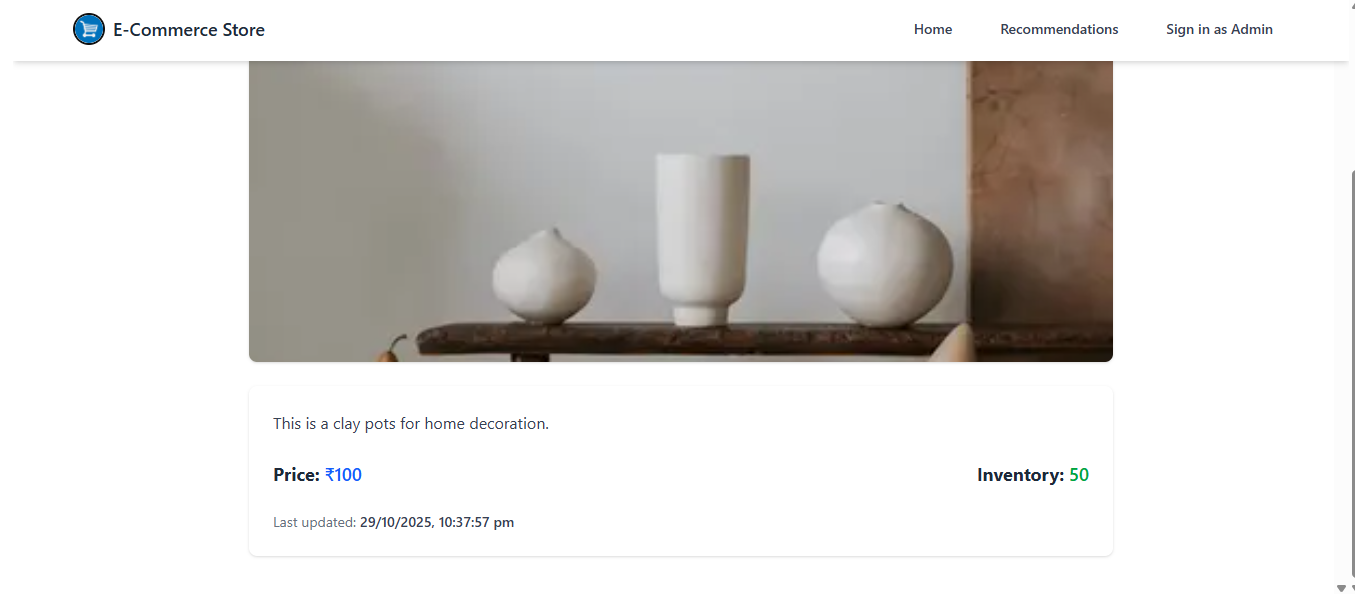 E-Commerce Store
Home
Recommendations
Sign in as Admin
This is a clay pots for home decoration.
Price: ₹100
Inventory: 50
Last updated: 29/10/2025, 10:37:57 pm